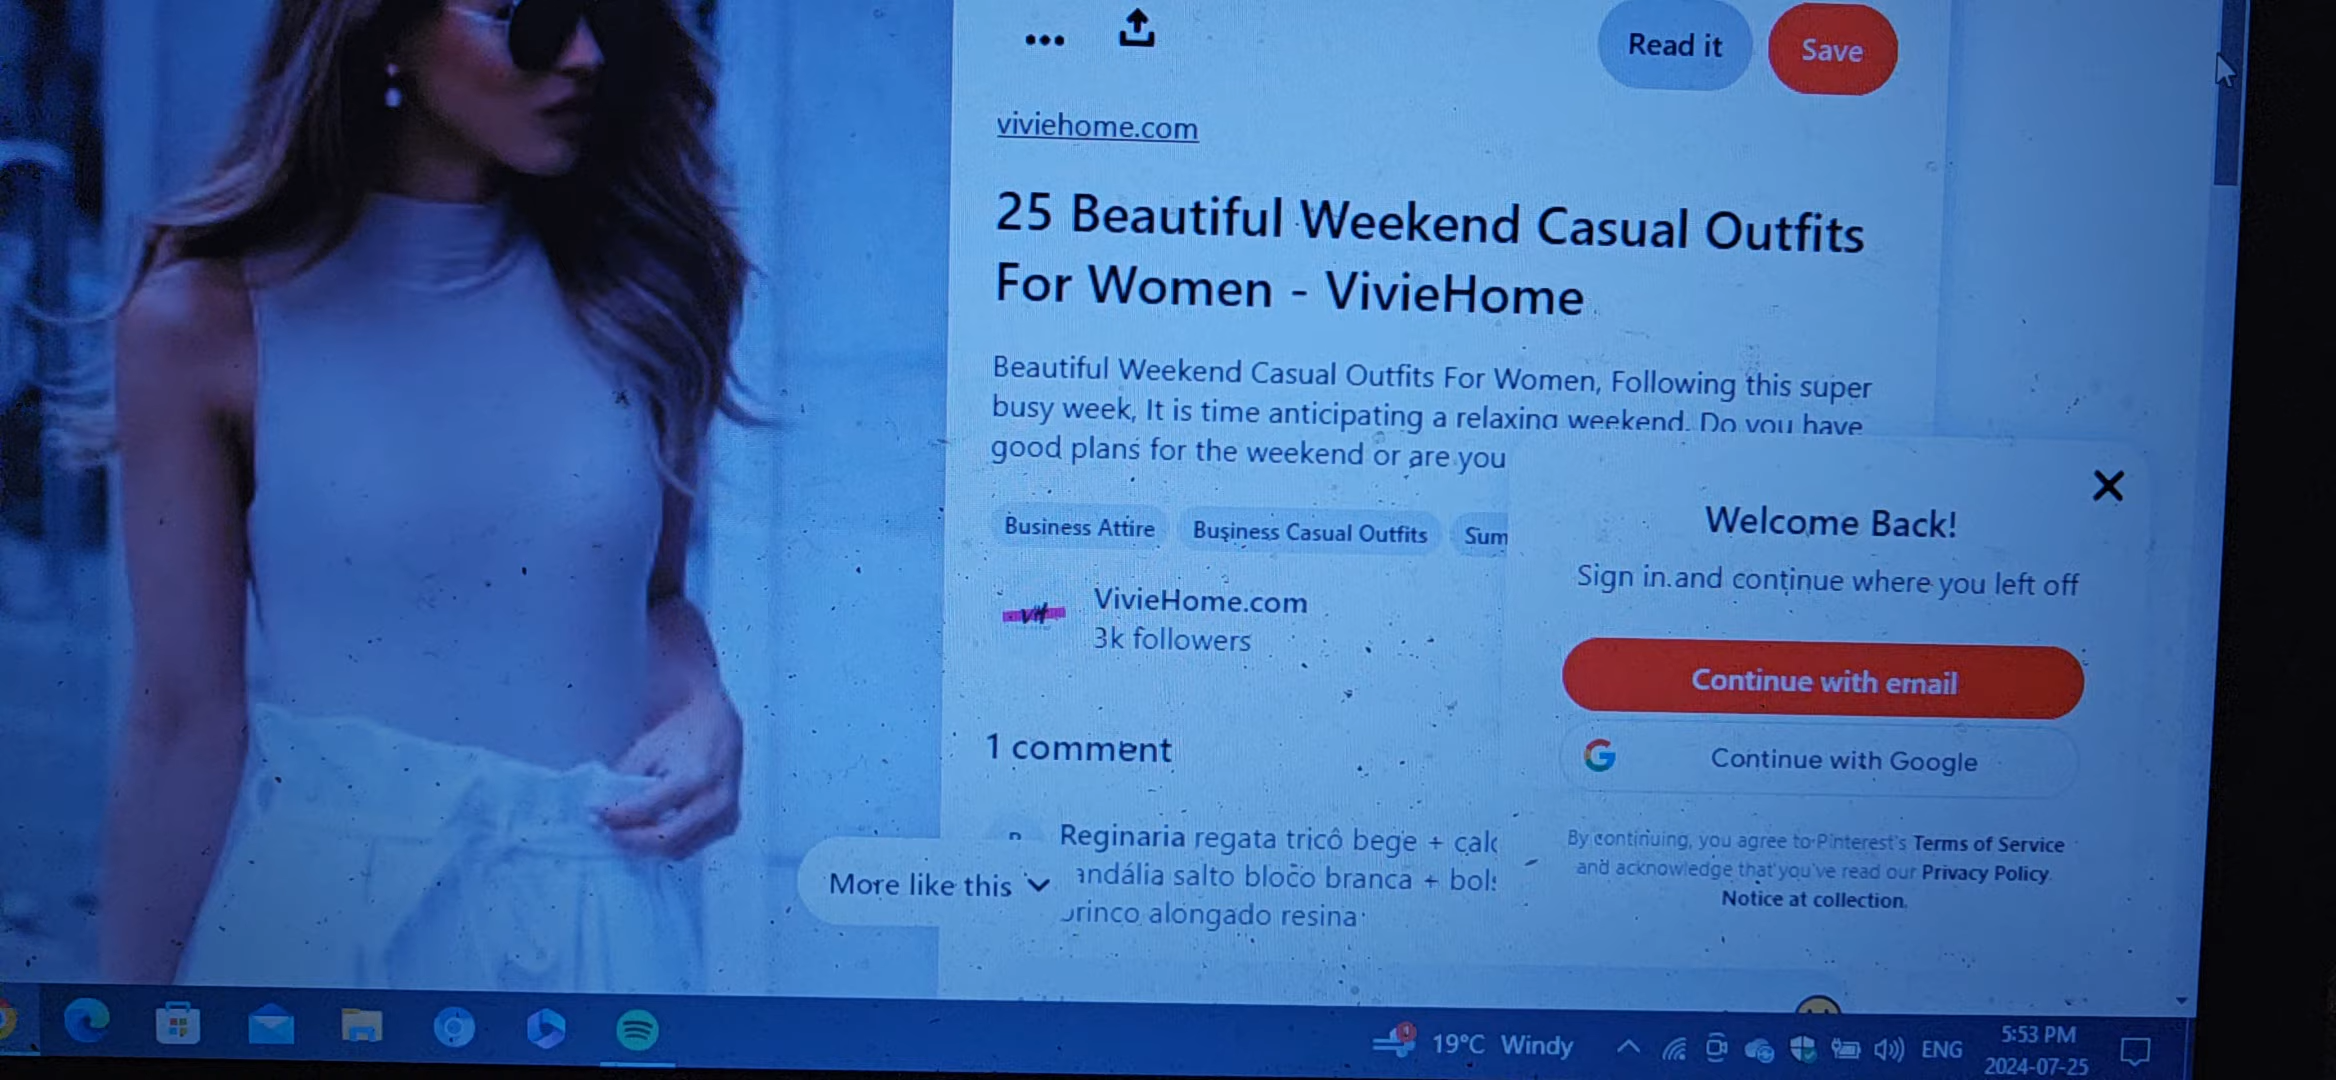 Read it
Save
viviehome.com
25 Beautiful Weekend Casual Outfits
For Women - VivieHome
Beautiful Weekend Casual Outfits For Women, Following this super
busy week, It is time anticipating a relaxing weekend. Do you have
good plans for the weekend or are you
Business Attire
Business Casual Outfits
Sum
VH
VivieHome.com
3k followers
1 comment
Reginaria regata tricô bege + calç
andália salto bloco branca + bols
brinco alongado resina
More like this
Welcome Back!
Sign in and continue where you left off
Continue with email
G
Continue with Google
By continuing, you agree to Pinterest's Terms of Service
and acknowledge that you've read our Privacy Policy.
Notice at collection.
19°C Windy
ENG
5:53 PM
2024-07-25